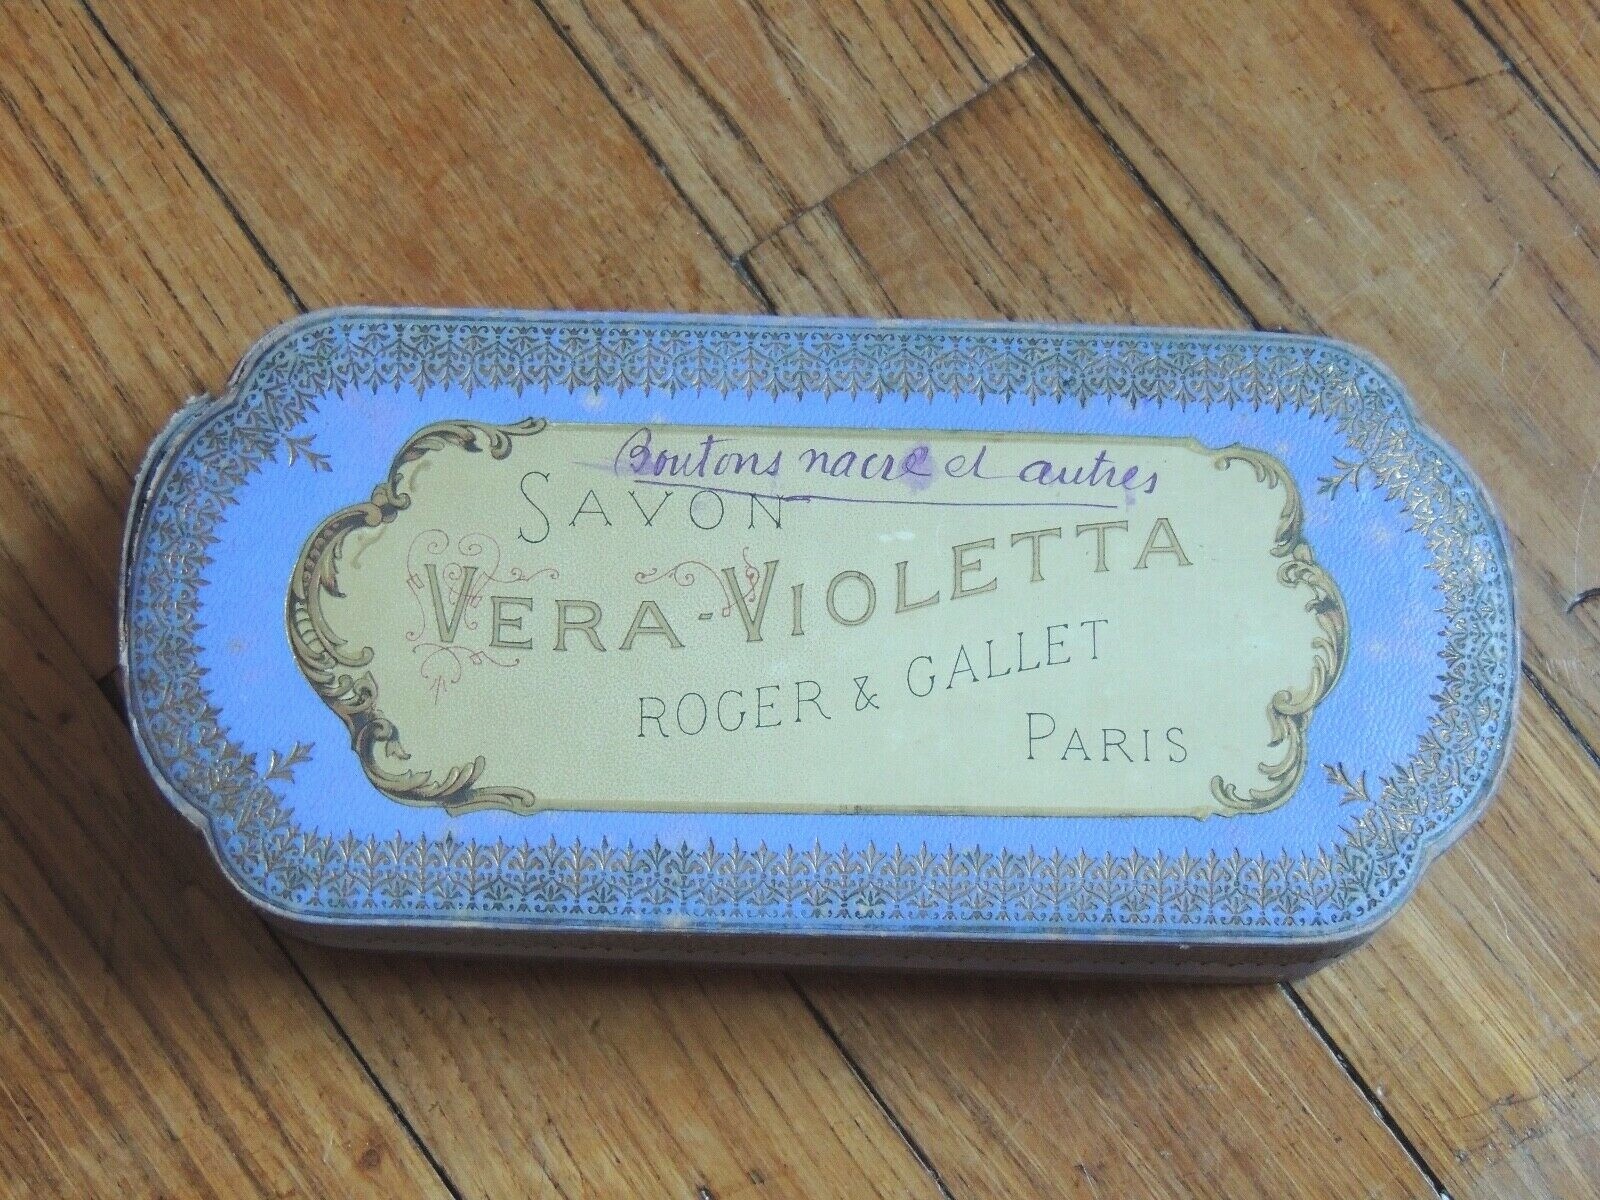 Boutons nacre et autres
SAVON
VERA-VIOLETTA
ROGER & GALLET
PARIS